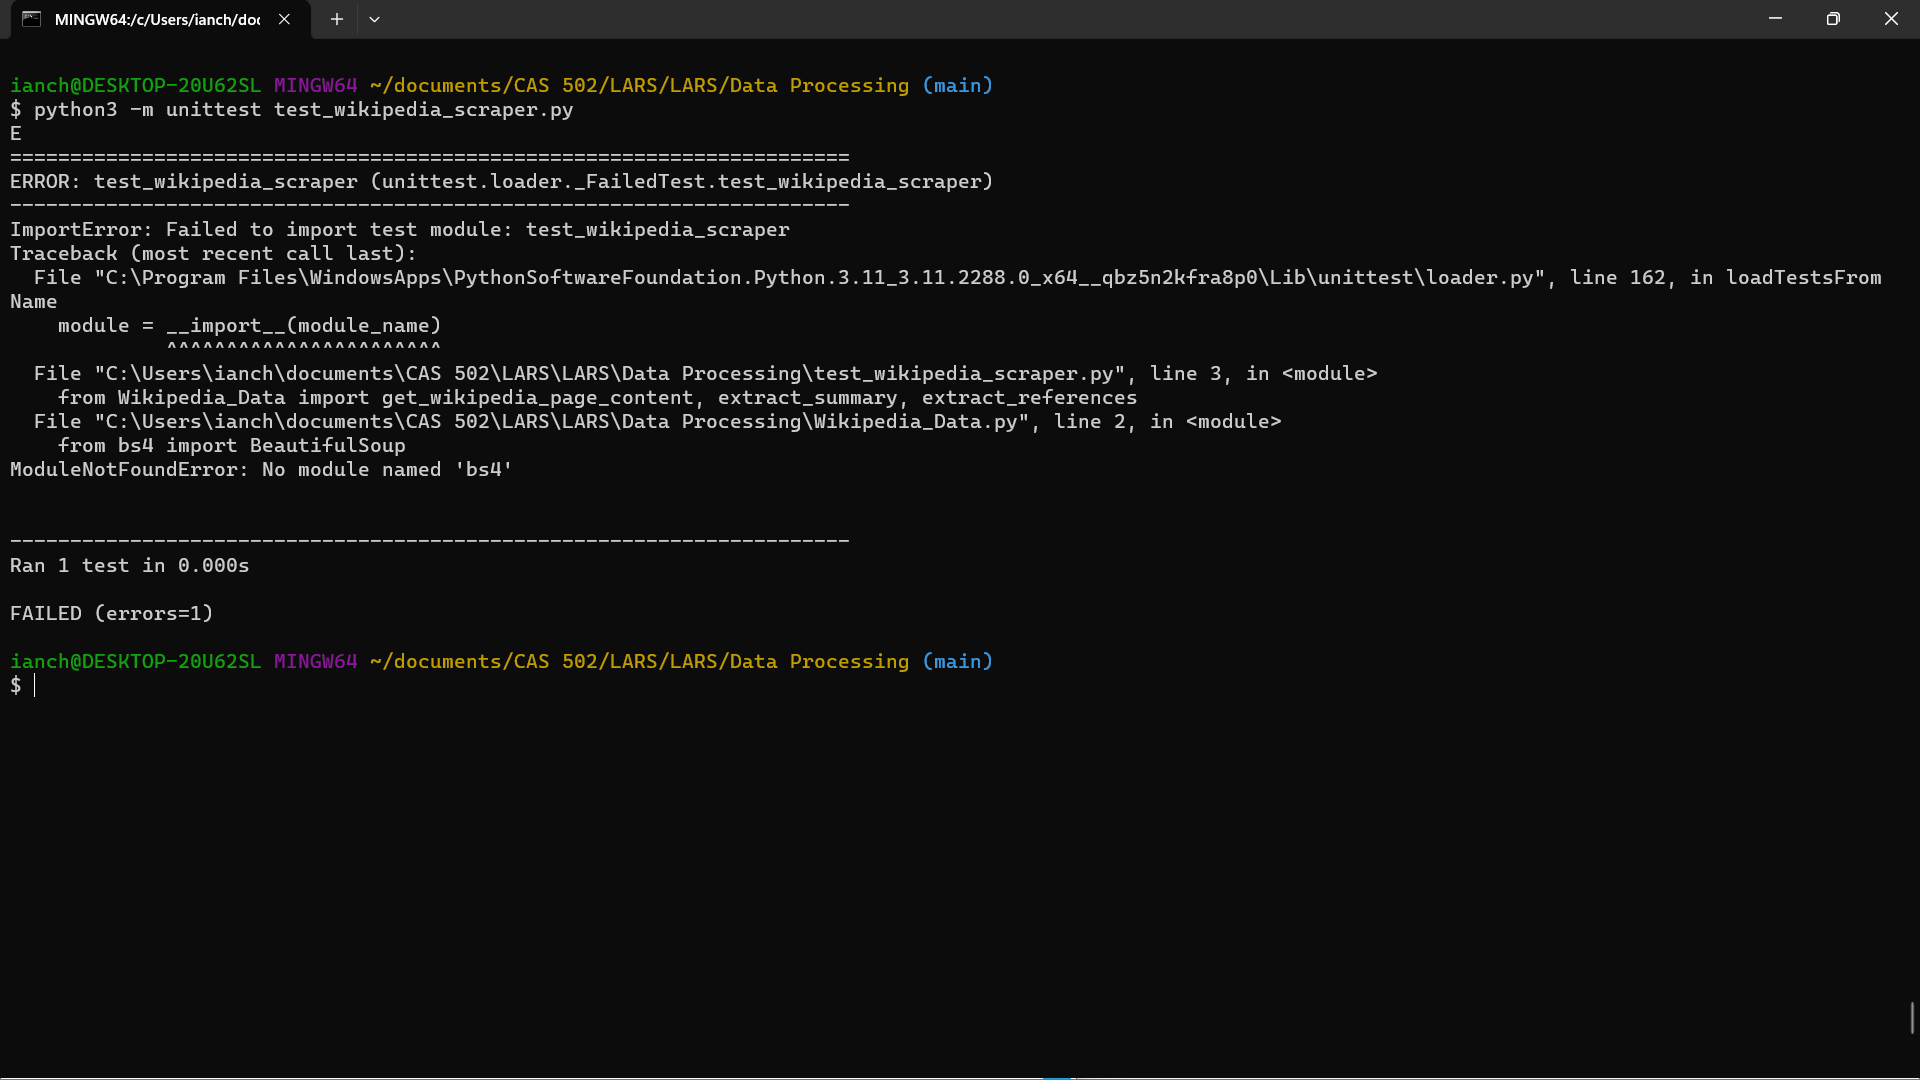 MINGW64:/c/Users/ianch/doc
ianch@DESKTOP-20U62SL MINGW64 ~/documents/CAS 502/LARS/LARS/Data Processing (main)
$ python3 -m unittest test_wikipedia_scraper.py
E
======================================================================
ERROR: test_wikipedia_scraper (unittest.loader._FailedTest.test_wikipedia_scraper)
----------------------------------------------------------------------
ImportError: Failed to import test module: test_wikipedia_scraper
Traceback (most recent call last):
  File "C:\Program Files\WindowsApps\PythonSoftwareFoundation.Python.3.11_3.11.2288.0_x64__qbz5n2kfra8p0\Lib\unittest\loader.py", line 162, in loadTestsFrom
Name
    module = __import__(module_name)
             ^^^^^^^^^^^^^^^^^^^^^^^
  File "C:\Users\ianch\documents\CAS 502\LARS\LARS\Data Processing\test_wikipedia_scraper.py", line 3, in <module>
    from Wikipedia_Data import get_wikipedia_page_content, extract_summary, extract_references
  File "C:\Users\ianch\documents\CAS 502\LARS\LARS\Data Processing\Wikipedia_Data.py", line 2, in <module>
    from bs4 import BeautifulSoup
ModuleNotFoundError: No module named 'bs4'
----------------------------------------------------------------------
Ran 1 test in 0.000s
FAILED (errors=1)
ianch@DESKTOP-20U62SL MINGW64 ~/documents/CAS 502/LARS/LARS/Data Processing (main)
$